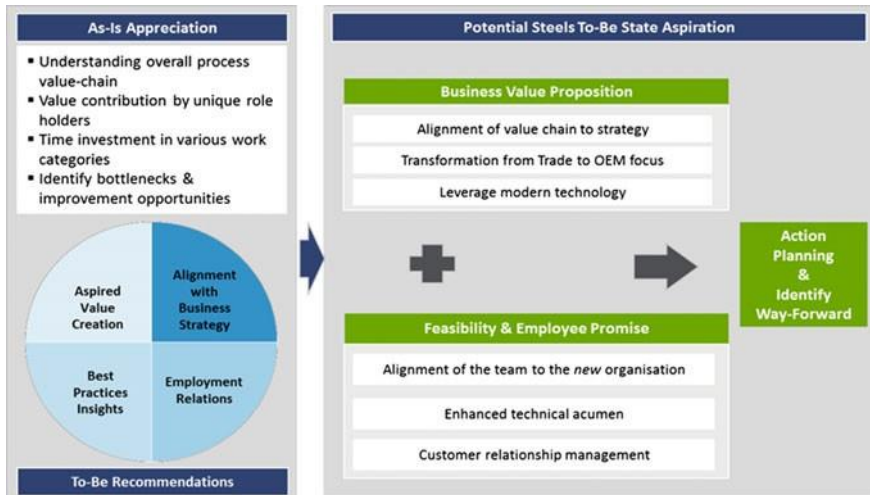 As-Is Appreciation
▪ Understanding overall process
value-chain
▪ Value contribution by unique role
holders
▪ Time investment in various work
categories
▪ Identify bottlenecks &
improvement opportunities
Aspired
Value
Creation
Alignment
with
Business
Strategy
Best
Practices
Insights
Employment
Relations
To-Be Recommendations
Potential Steels To-Be State Aspiration
Business Value Proposition
Alignment of value chain to strategy
Transformation from Trade to OEM focus
Leverage modern technology
Feasibility & Employee Promise
Alignment of the team to the new organisation
Enhanced technical acumen
Customer relationship management
Action
Planning
&
Identify
Way-Forward